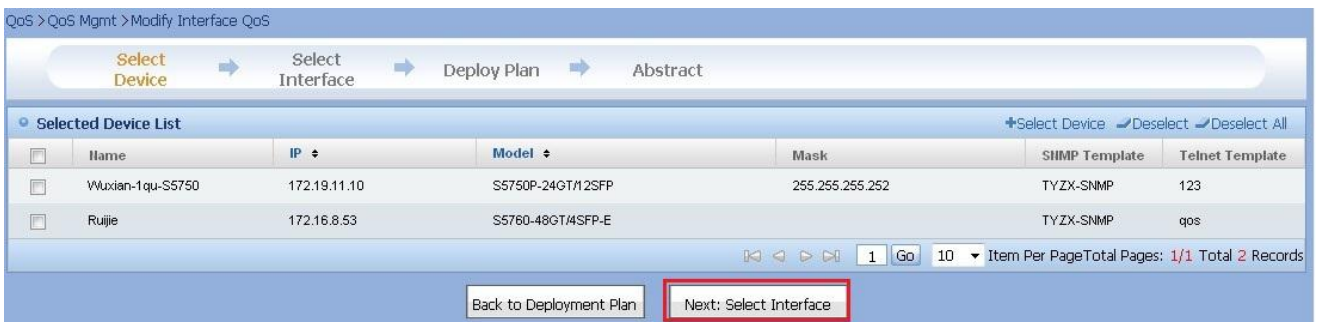 QoS >QoS Mgmt >Modify Interface QoS
Select Device
Select Interface
Deploy Plan
Abstract
Selected Device List
Select Device Deselect Deselect All
Name IP Model Mask SNMP Template Telnet Template
Wuxian-1qu-S5750 172.19.11.10 S5750P-24GT/12SFP 255.255.255.252 TYZX-SNMP 123
Ruijie 172.16.8.53 S5760-48GT/4SFP-E TYZX-SNMP qos
1 Go 10 Item Per PageTotal Pages: 1/1 Total 2 Records
Back to Deployment Plan Next: Select Interface